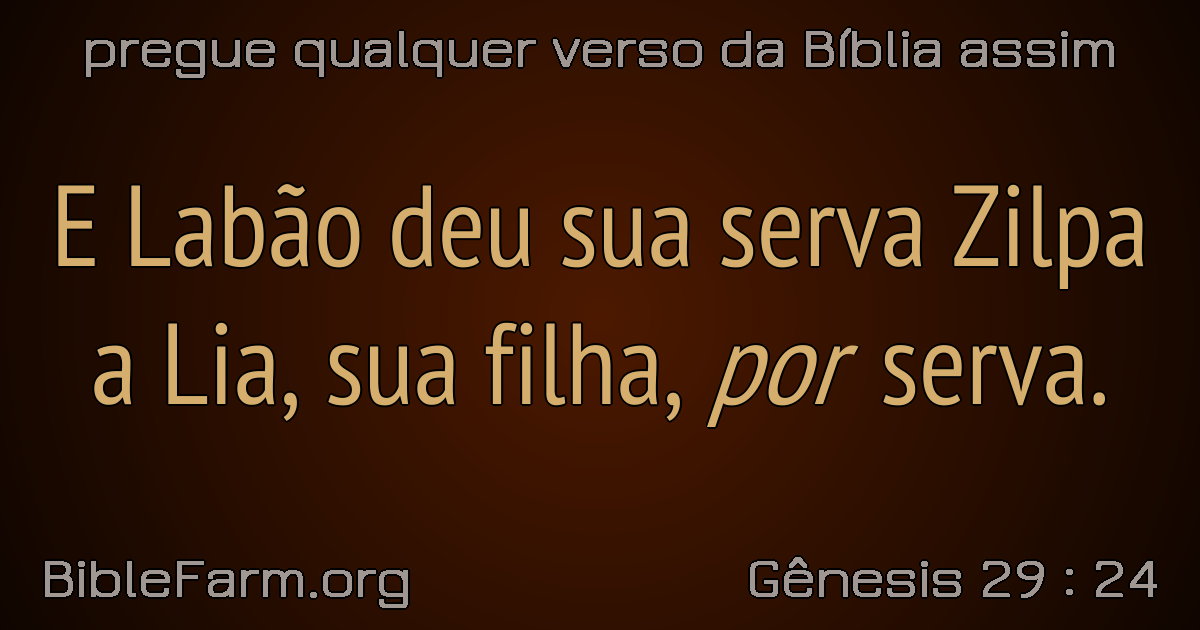 pregue qualquer verso da Bíblia assim
E Labão deu sua serva Zilpa
a Lia, sua filha, por serva.
BibleFarm.org
Gênesis 29 : 24